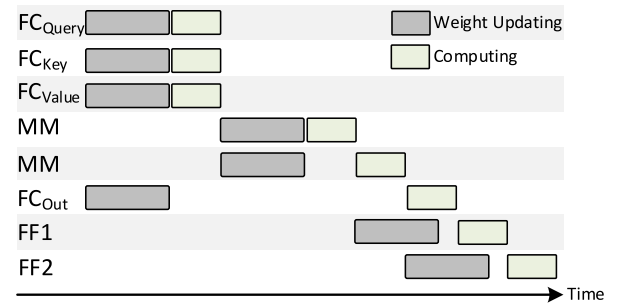 FCQuery
Weight Updating
FCKey
Computing
FCValue
MM
MM
FCOut
FF1
FF2
Time